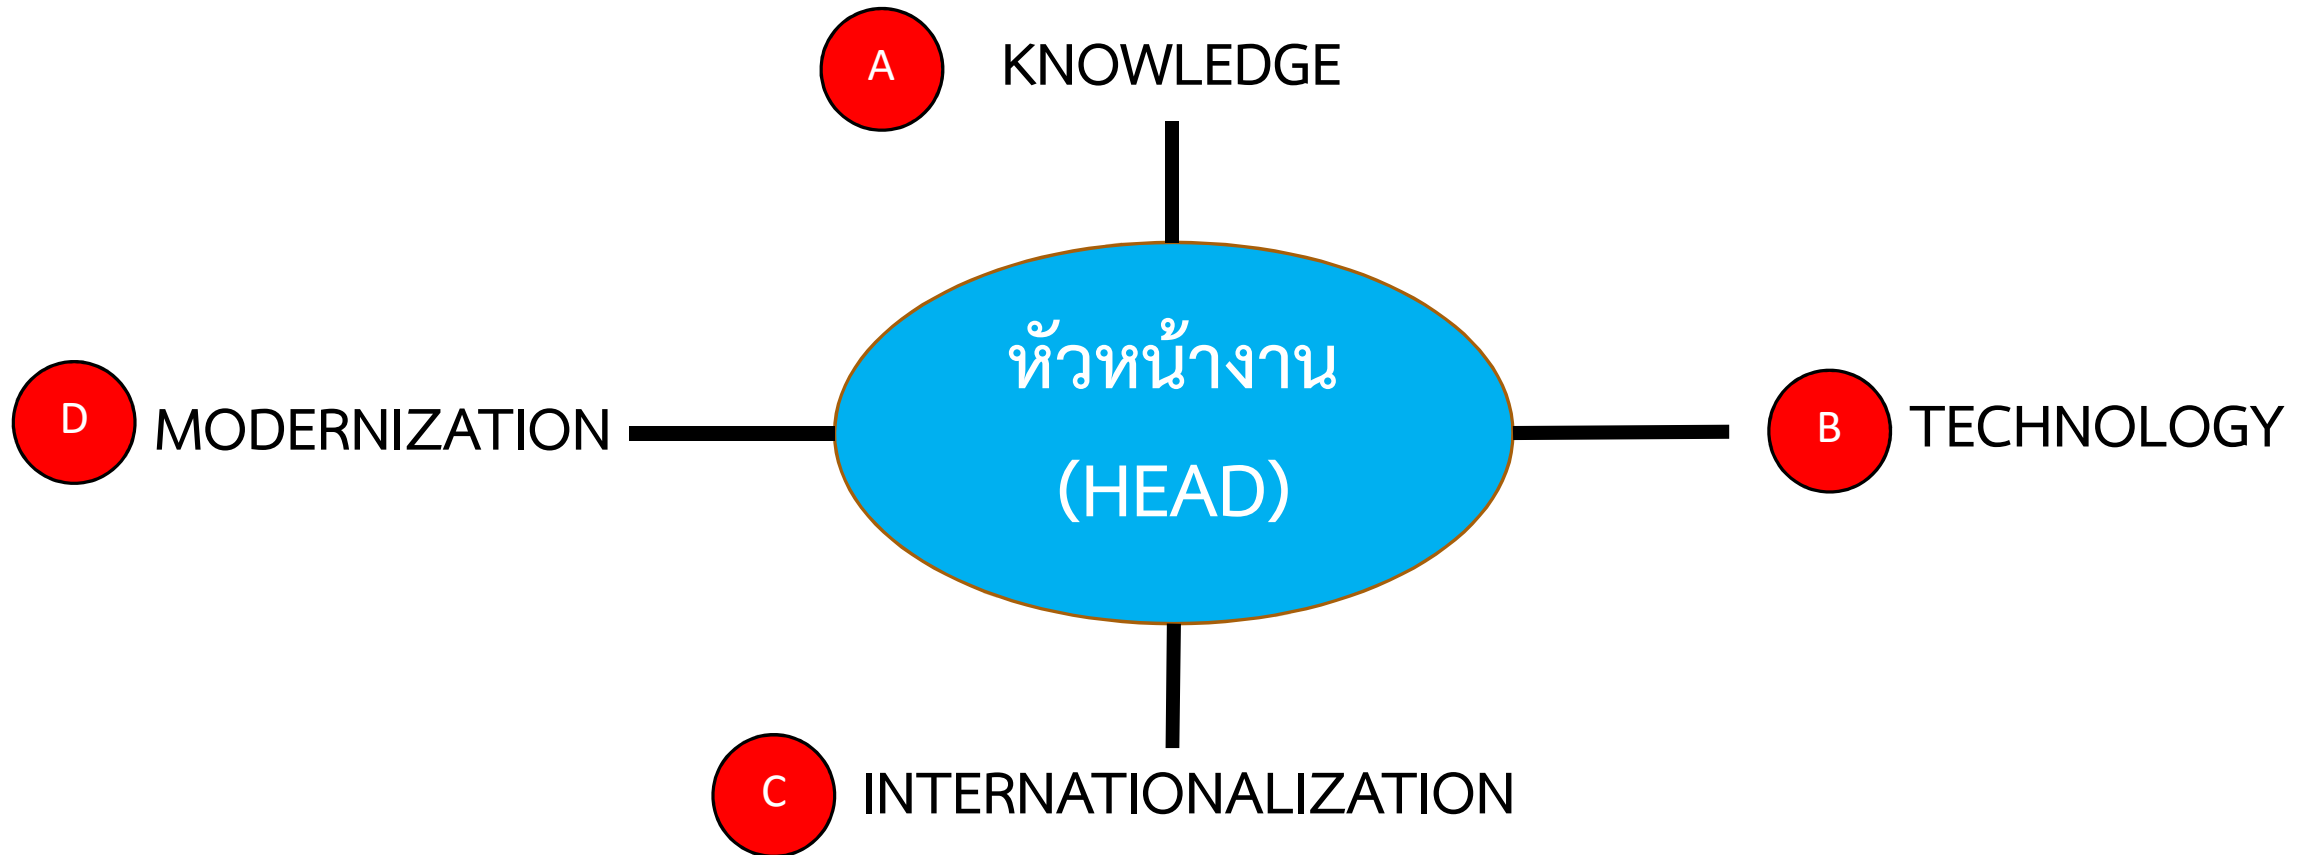 A KNOWLEDGE
หัวหน้างาน
(HEAD)
D MODERNIZATION
B TECHNOLOGY
C INTERNATIONALIZATION